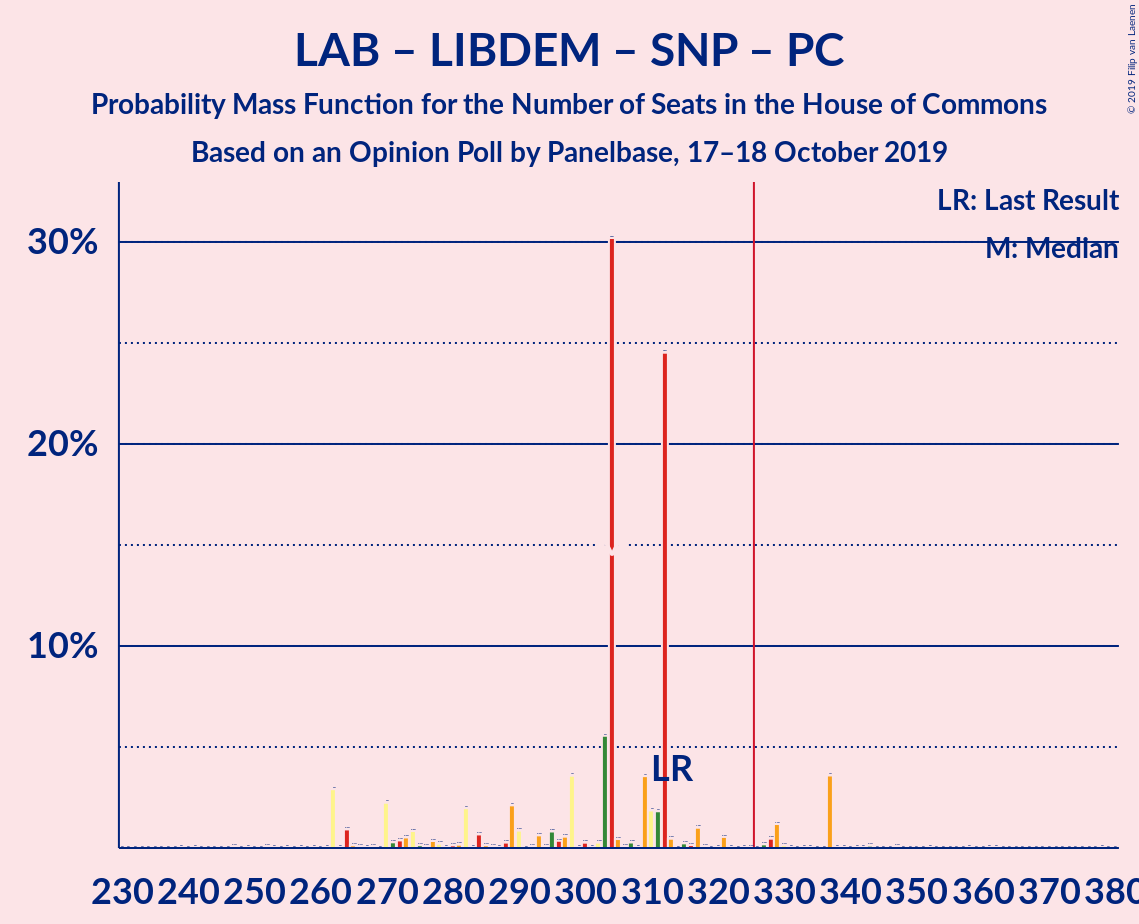 LAB – LIBDEM – SNP – PC
Probability Mass Function for the Number of Seats in the House of Commons
Based on an Opinion Poll by Panelbase, 17–18 October 2019
© 2019 Filip van Laenen
LR: Last Result
M: Median
30%
20%
10%
LR
230 240 250 260 270 280 290 300 310 320 330 340 350 360 370 380